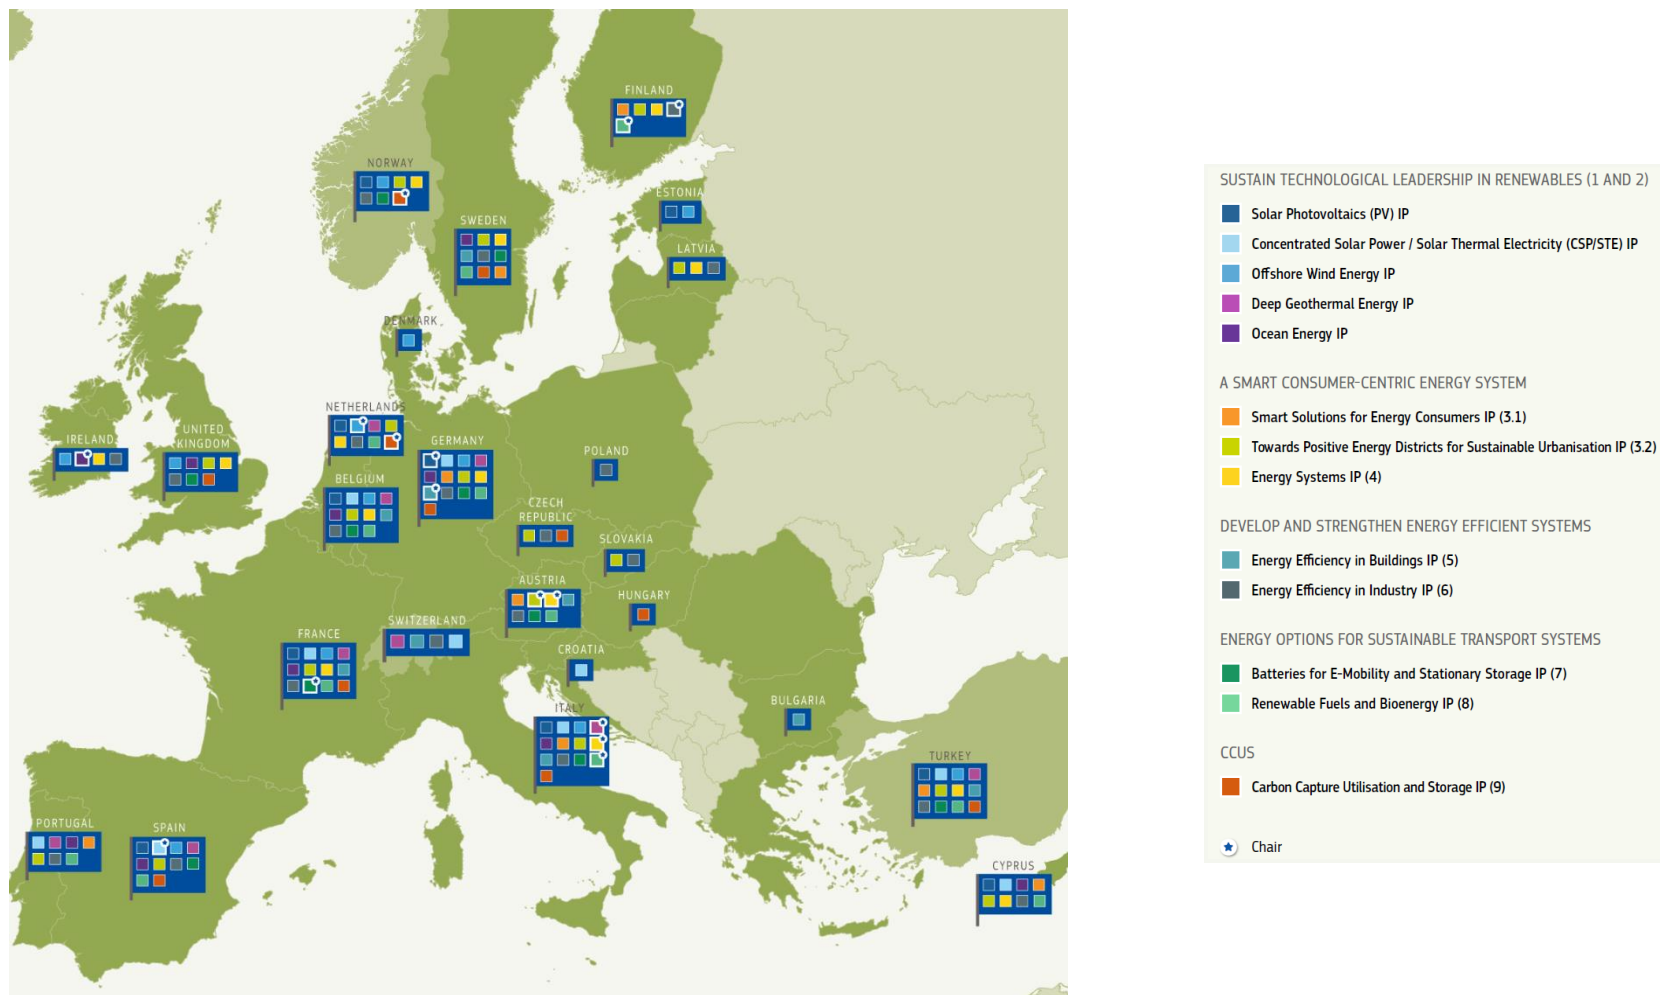 FINLAND
NORWAY
ESTONIA
SWEDEN
LATVIA
DENMARK
NETHERLANDS
UNITED
KINGDOM
IRELAND
GERMANY
POLAND
BELGIUM
CZECH
REPUBLIC
SLOVAKIA
AUSTRIA
HUNGARY
SWITZERLAND
FRANCE
CROATIA
BULGARIA
ITALY
TURKEY
PORTUGAL
SPAIN
CYPRUS
SUSTAIN TECHNOLOGICAL LEADERSHIP IN RENEWABLES (1 AND 2)
Solar Photovoltaics (PV) IP
Concentrated Solar Power / Solar Thermal Electricity (CSP/STE) IP
Offshore Wind Energy IP
Deep Geothermal Energy IP
Ocean Energy IP
A SMART CONSUMER-CENTRIC ENERGY SYSTEM
Smart Solutions for Energy Consumers IP (3.1)
Towards Positive Energy Districts for Sustainable Urbanisation IP (3.2)
Energy Systems IP (4)
DEVELOP AND STRENGTHEN ENERGY EFFICIENT SYSTEMS
Energy Efficiency in Buildings IP (5)
Energy Efficiency in Industry IP (6)
ENERGY OPTIONS FOR SUSTAINABLE TRANSPORT SYSTEMS
Batteries for E-Mobility and Stationary Storage IP (7)
Renewable Fuels and Bioenergy IP (8)
CCUS
Carbon Capture Utilisation and Storage IP (9)
Chair